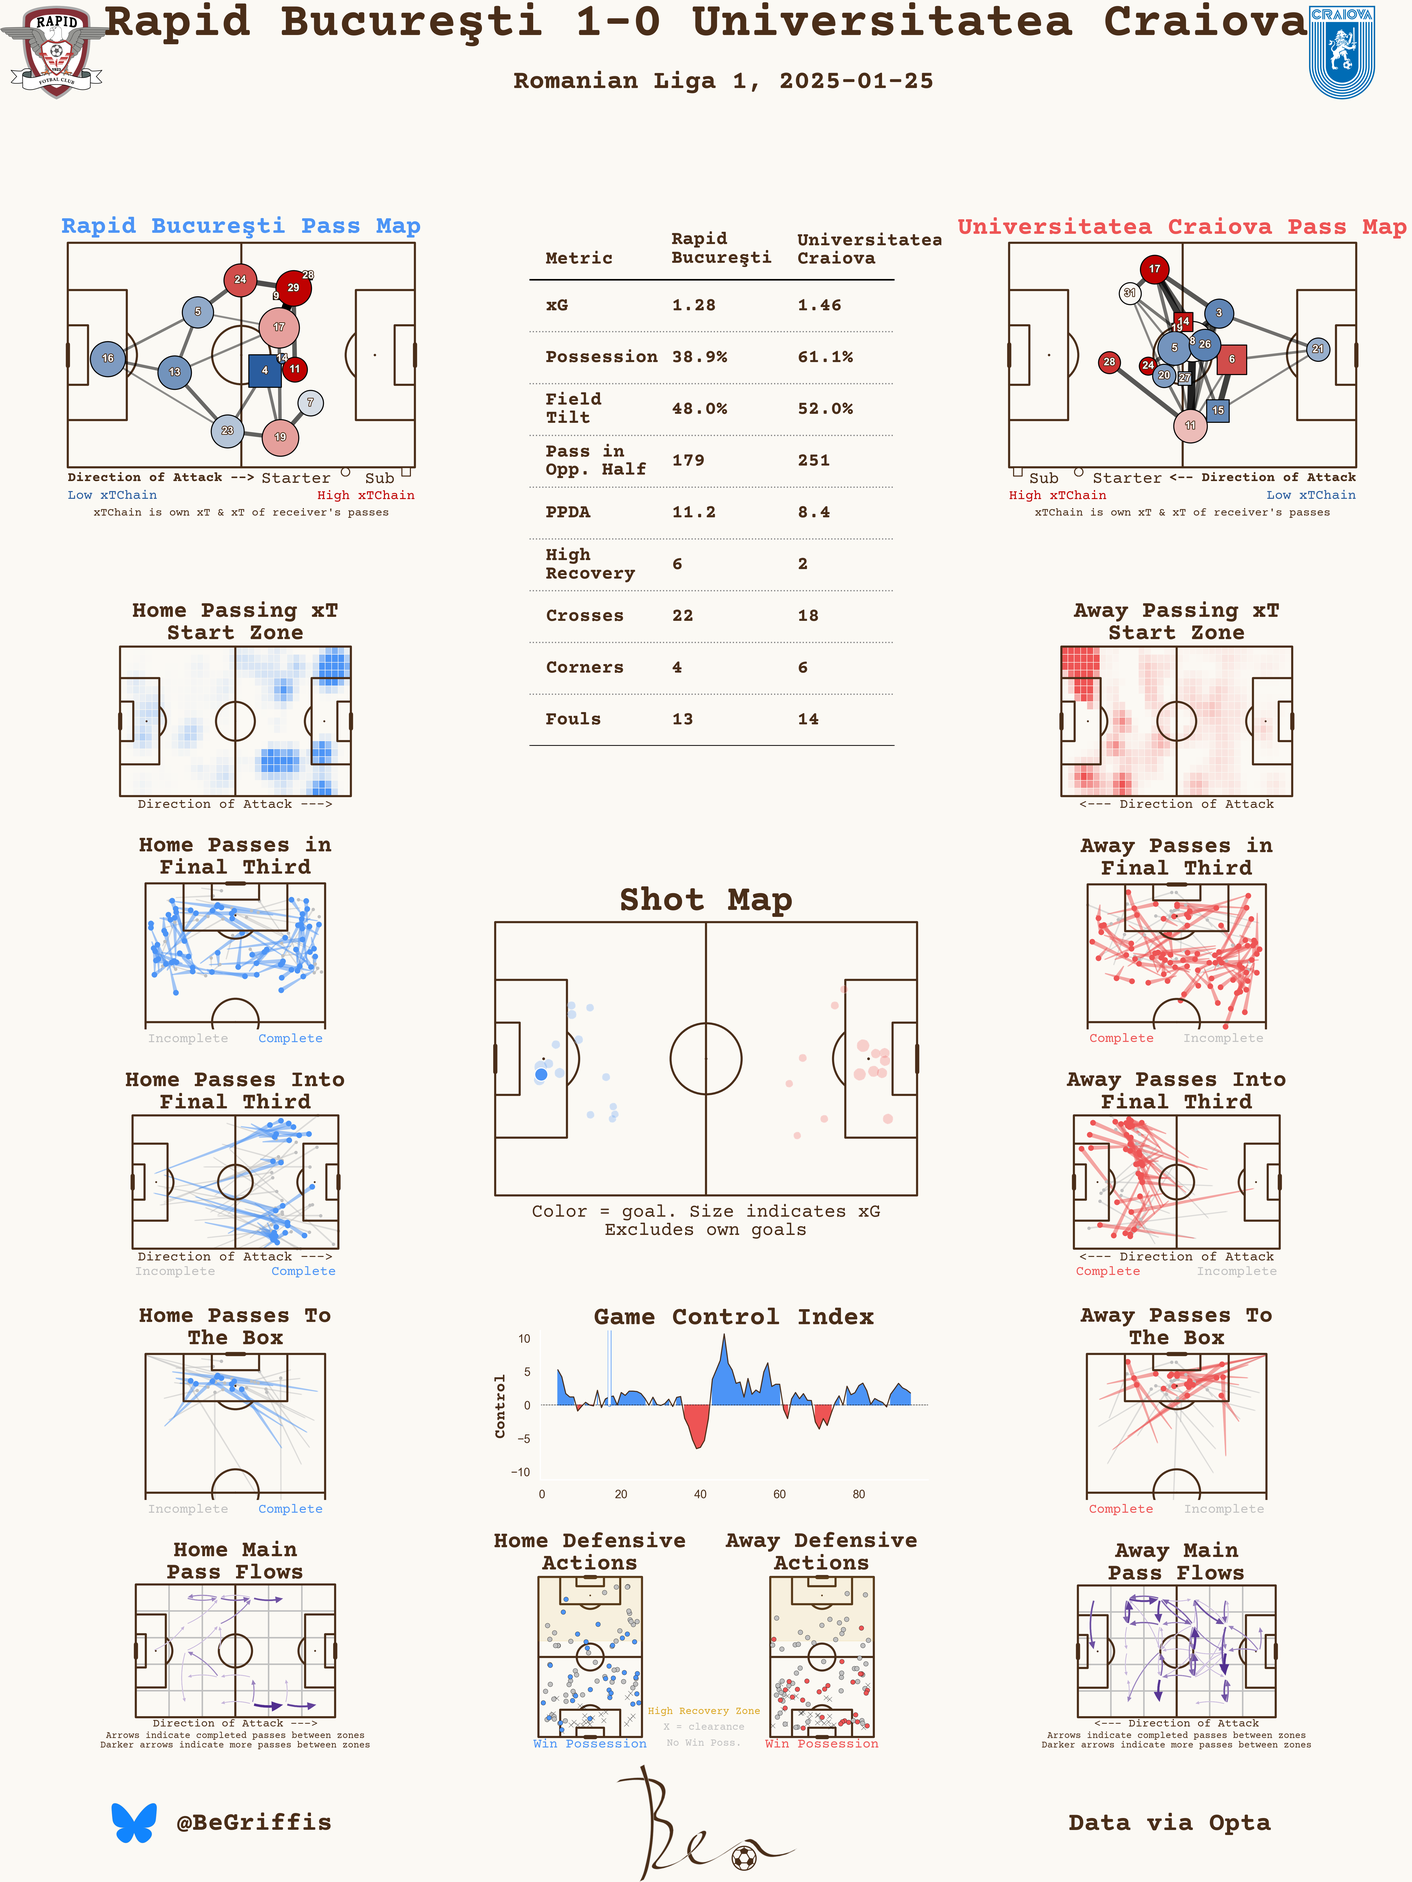 Rapid Bucureşti 1-0 Universitatea Craiova
Romanian Liga 1, 2025-01-25
RAPID
1923
FOTBAL CLUB
CRAIOVA
Rapid Bucureşti Pass Map
24
28
29
9
5
17
16
13
14
4
11
7
23
19
Direction of Attack --> Starter Sub
Low xTChain High xTChain
xTChain is own xT & xT of receiver's passes
Metric Rapid Bucureşti Universitatea Craiova
xG 1.28 1.46
Possession 38.9% 61.1%
Field Tilt 48.0% 52.0%
Pass in Opp. Half 179 251
PPDA 11.2 8.4
High Recovery 6 2
Crosses 22 18
Corners 4 6
Fouls 13 14
Universitatea Craiova Pass Map
17
31
14
19
3
8
5
26
21
28
24
6
20
27
15
11
Sub Starter <-- Direction of Attack
High xTChain Low xTChain
xTChain is own xT & xT of receiver's passes
Home Passing xT
Start Zone
Direction of Attack --->
Away Passing xT
Start Zone
<--- Direction of Attack
Home Passes in
Final Third
Incomplete Complete
Away Passes in
Final Third
Complete Incomplete
Shot Map
Color = goal. Size indicates xG
Excludes own goals
Home Passes Into
Final Third
Direction of Attack --->
Incomplete Complete
Away Passes Into
Final Third
<--- Direction of Attack
Complete Incomplete
Home Passes To
The Box
Incomplete Complete
Game Control Index
Control
10
5
0
−5
−10
0 20 40 60 80
Away Passes To
The Box
Complete Incomplete
Home Main
Pass Flows
Direction of Attack --->
Arrows indicate completed passes between zones
Darker arrows indicate more passes between zones
Home Defensive
Actions
Win Possession
Away Defensive
Actions
Win Possession
High Recovery Zone
X = clearance
No Win Poss.
Away Main
Pass Flows
<--- Direction of Attack
Arrows indicate completed passes between zones
Darker arrows indicate more passes between zones
@BeGriffis
Ben
Data via Opta